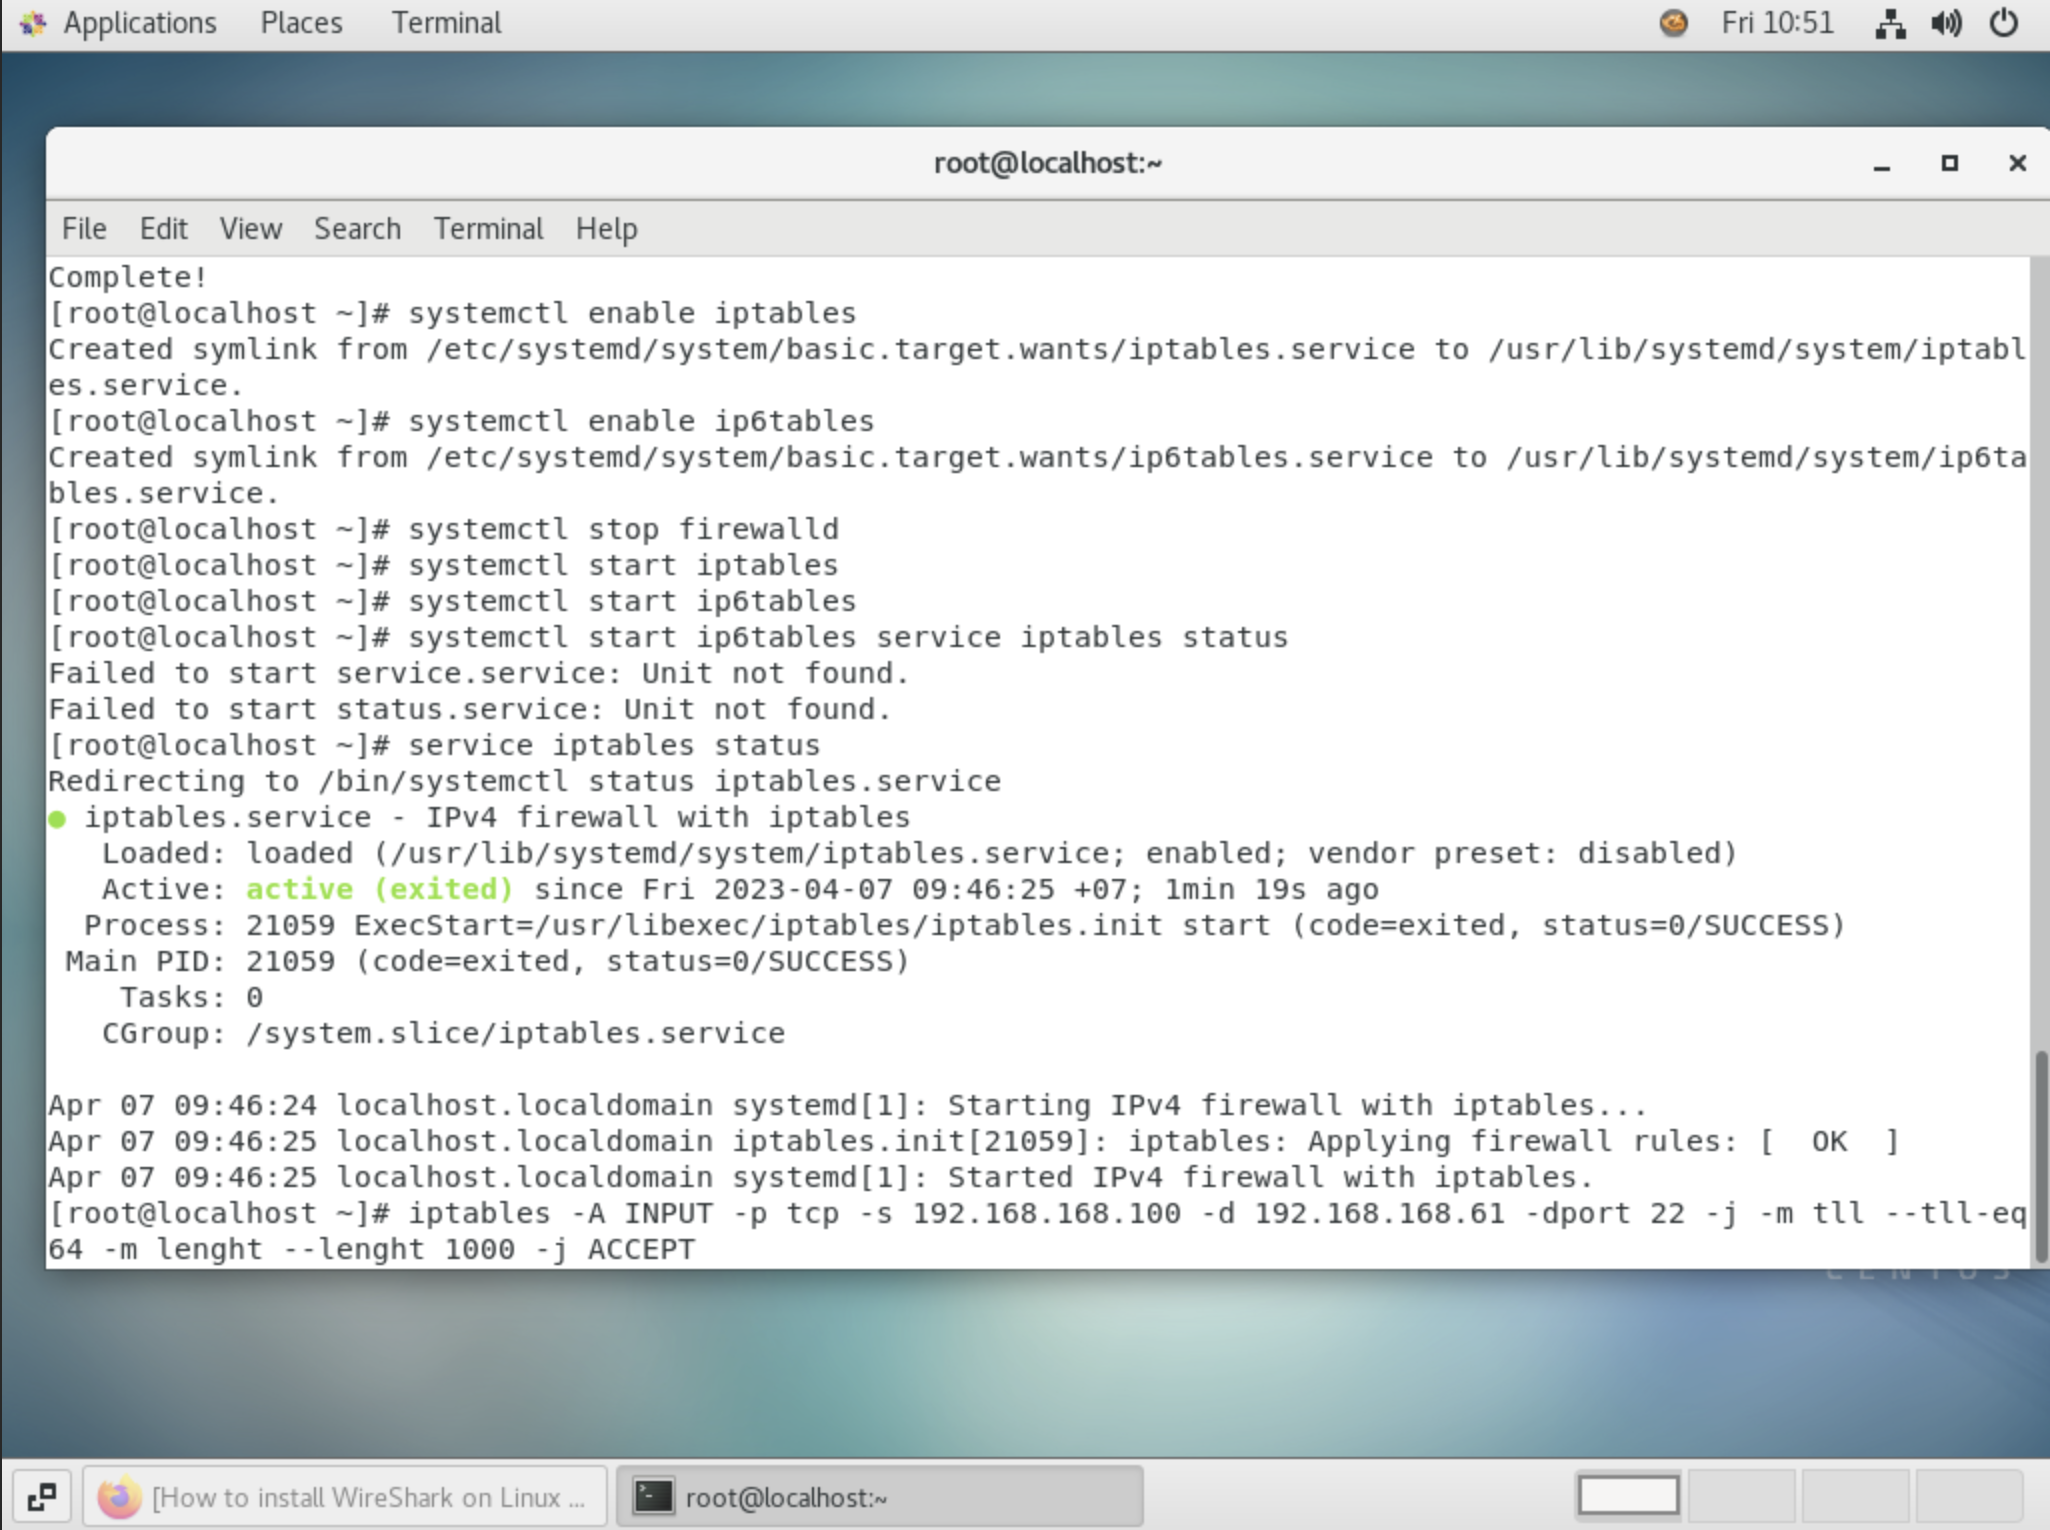 Applications Places Terminal Fri 10:51
root@localhost:~
File Edit View Search Terminal Help
Complete!
[root@localhost ~]# systemctl enable iptables
Created symlink from /etc/systemd/system/basic.target.wants/iptables.service to /usr/lib/systemd/system/iptabl
es.service.
[root@localhost ~]# systemctl enable ip6tables
Created symlink from /etc/systemd/system/basic.target.wants/ip6tables.service to /usr/lib/systemd/system/ip6ta
bles.service.
[root@localhost ~]# systemctl stop firewalld
[root@localhost ~]# systemctl start iptables
[root@localhost ~]# systemctl start ip6tables
[root@localhost ~]# systemctl start ip6tables service iptables status
Failed to start service.service: Unit not found.
Failed to start status.service: Unit not found.
[root@localhost ~]# service iptables status
Redirecting to /bin/systemctl status iptables.service
● iptables.service - IPv4 firewall with iptables
   Loaded: loaded (/usr/lib/systemd/system/iptables.service; enabled; vendor preset: disabled)
   Active: active (exited) since Fri 2023-04-07 09:46:25 +07; 1min 19s ago
  Process: 21059 ExecStart=/usr/libexec/iptables/iptables.init start (code=exited, status=0/SUCCESS)
 Main PID: 21059 (code=exited, status=0/SUCCESS)
    Tasks: 0
   CGroup: /system.slice/iptables.service
Apr 07 09:46:24 localhost.localdomain systemd[1]: Starting IPv4 firewall with iptables...
Apr 07 09:46:25 localhost.localdomain iptables.init[21059]: iptables: Applying firewall rules: [  OK  ]
Apr 07 09:46:25 localhost.localdomain systemd[1]: Started IPv4 firewall with iptables.
[root@localhost ~]# iptables -A INPUT -p tcp -s 192.168.168.100 -d 192.168.168.61 -dport 22 -j -m tll --tll-eq
64 -m lenght --lenght 1000 -j ACCEPT
CENTOS
[How to install WireShark on Linux ... root@localhost:~